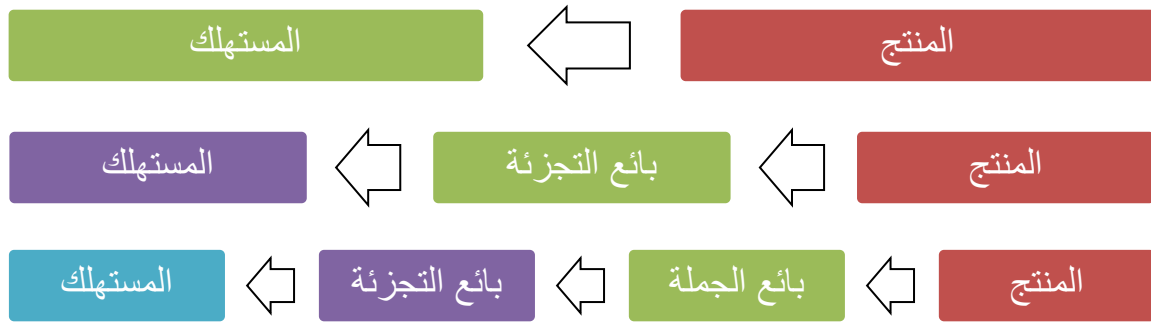 المنتج المستهلك
المنتج بائع التجزئة المستهلك
المنتج بائع الجملة بائع التجزئة المستهلك